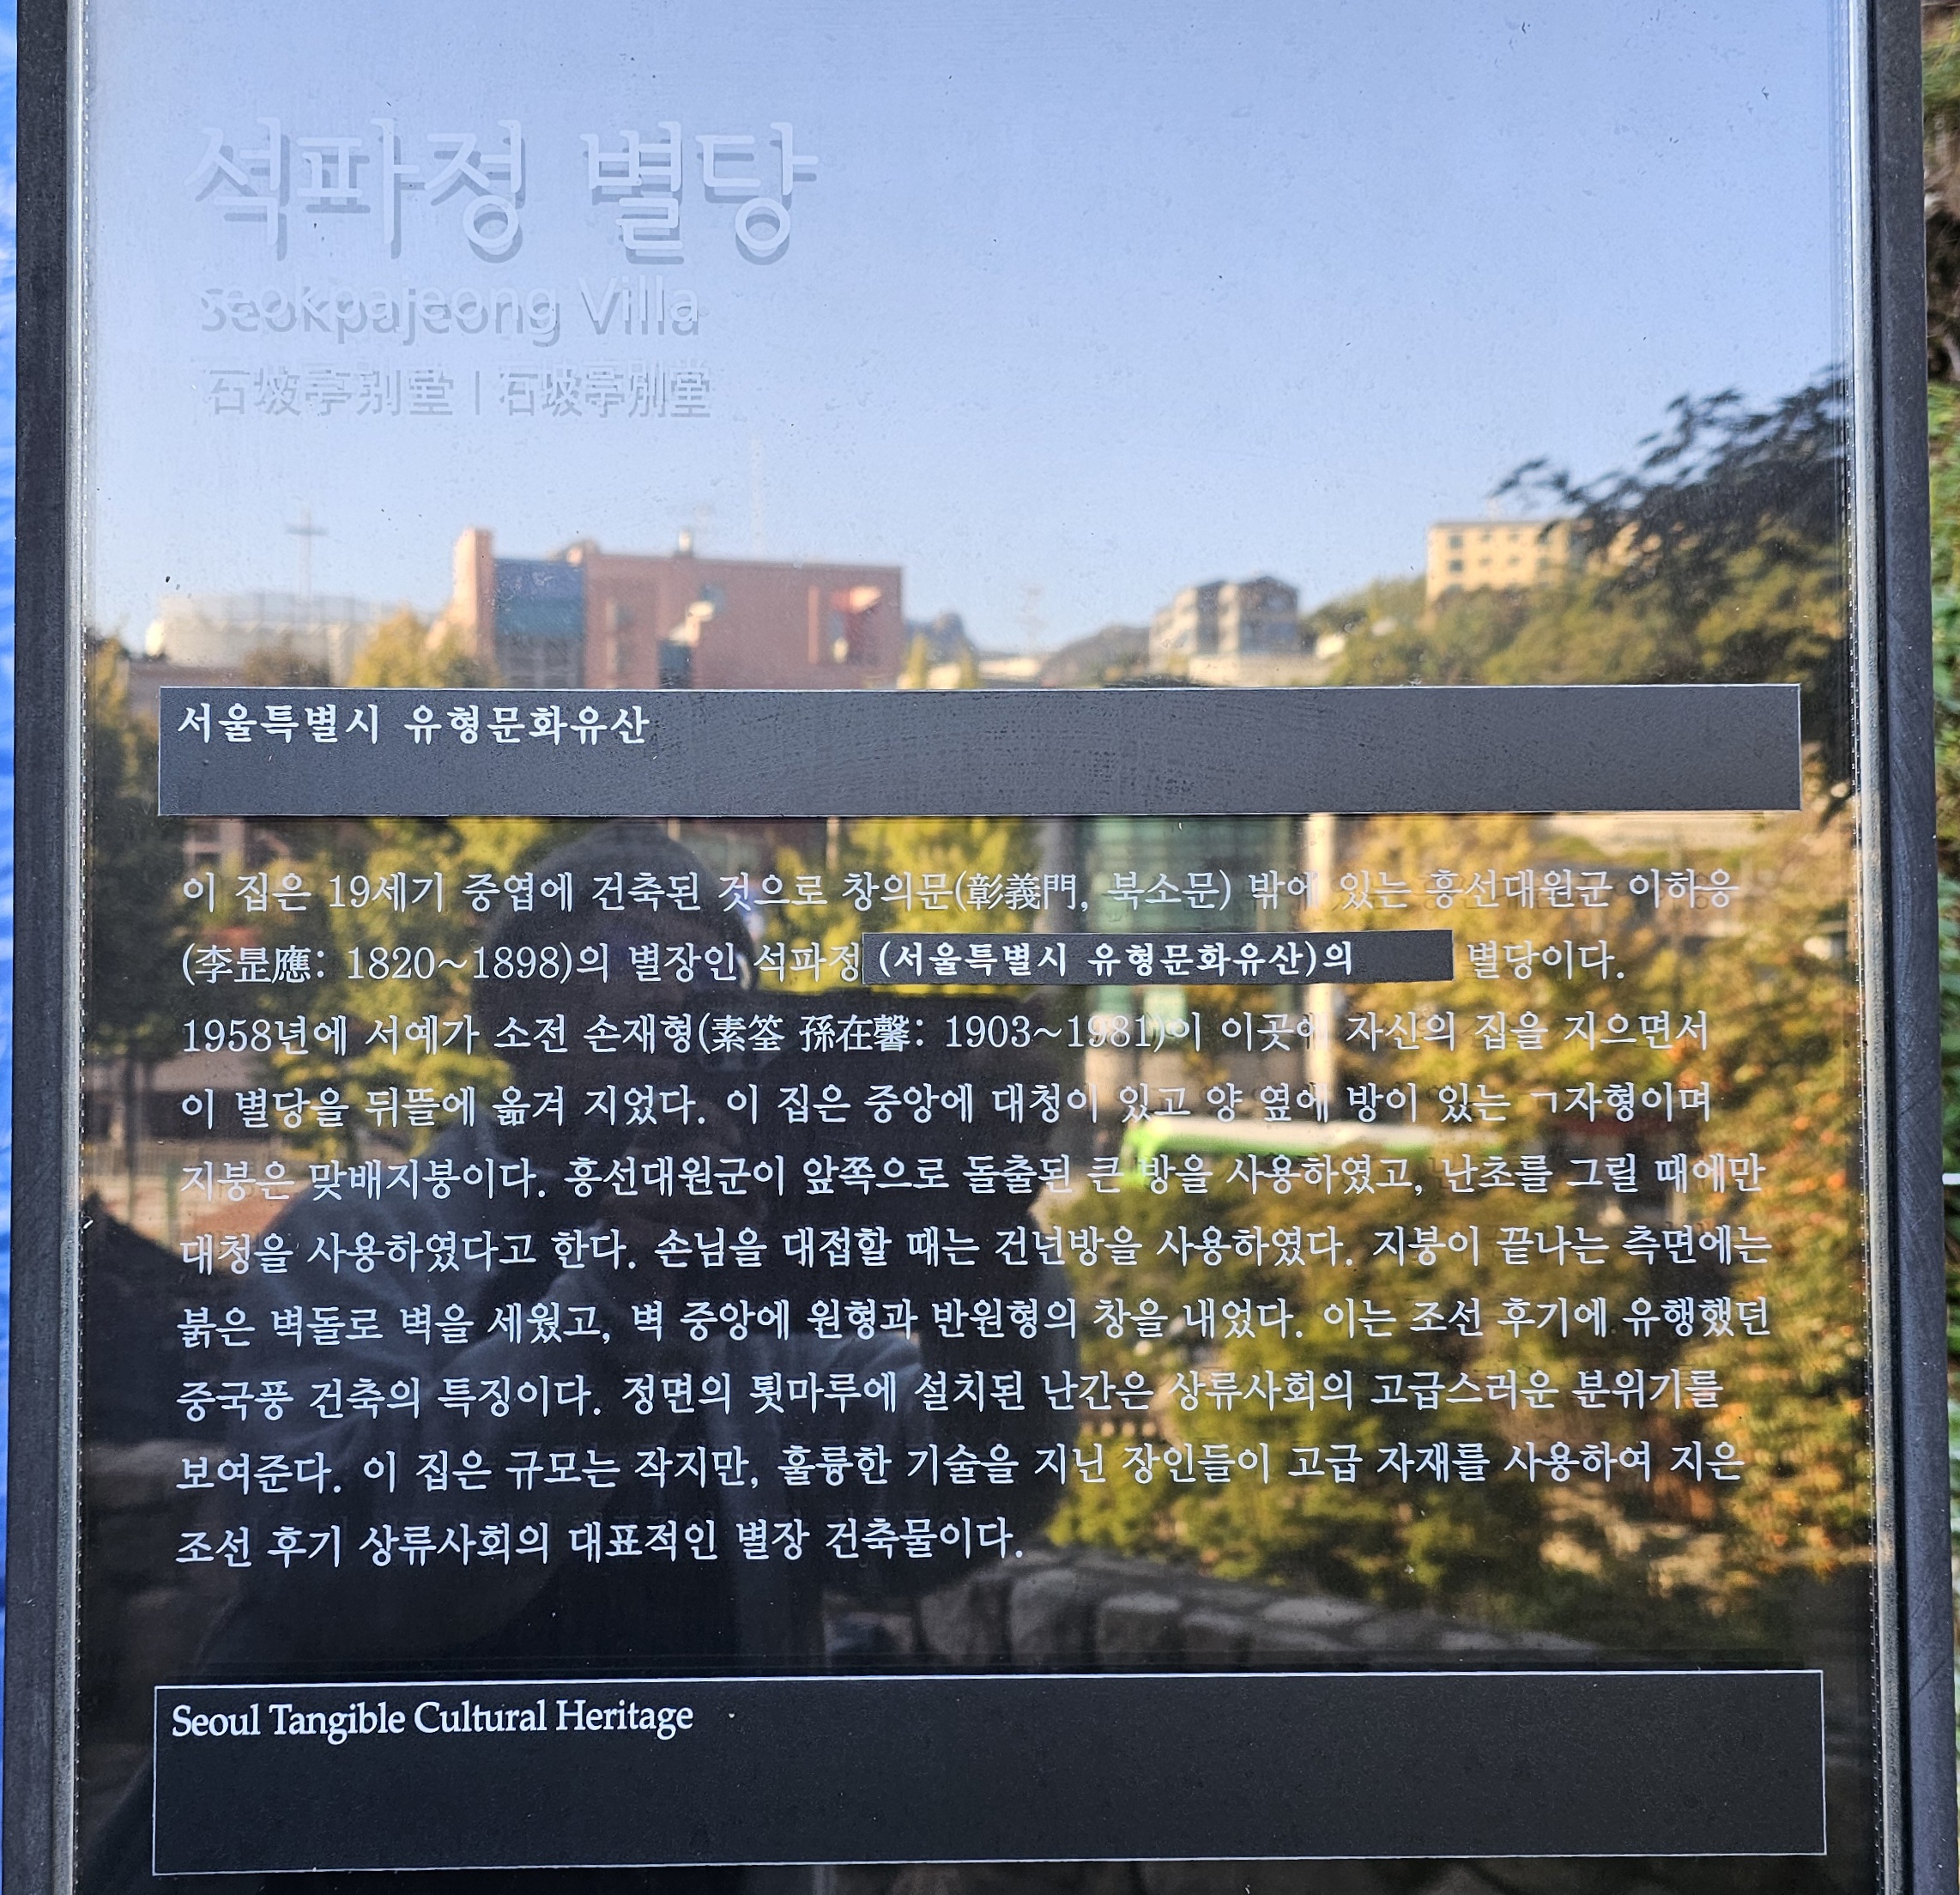 석파정 별당
Seokpajeong Villa
石坡亭别堂 | 石坡亭別堂
서울특별시 유형문화유산
이 집은 19세기 중엽에 건축된 것으로 창의문(彰義門, 북소문) 밖에 있는 흥선대원군 이하응
(李昰應: 1820~1898)의 별장인 석파정(서울특별시 유형문화유산)의 별당이다.
1958년에 서예가 소전 손재형(素筌 孫在馨: 1903~1981)이 이곳에 자신의 집을 지으면서
이 별당을 뒤뜰에 옮겨 지었다. 이 집은 중앙에 대청이 있고 양 옆에 방이 있는 ㄱ자형이며
지붕은 맞배지붕이다. 흥선대원군이 앞쪽으로 돌출된 큰 방을 사용하였고, 난초를 그릴 때에만
대청을 사용하였다고 한다. 손님을 대접할 때는 건넌방을 사용하였다. 지붕이 끝나는 측면에는
붉은 벽돌로 벽을 세웠고, 벽 중앙에 원형과 반원형의 창을 내었다. 이는 조선 후기에 유행했던
중국풍 건축의 특징이다. 정면의 툇마루에 설치된 난간은 상류사회의 고급스러운 분위기를
보여준다. 이 집은 규모는 작지만, 훌륭한 기술을 지닌 장인들이 고급 자재를 사용하여 지은
조선 후기 상류사회의 대표적인 별장 건축물이다.
Seoul Tangible Cultural Heritage